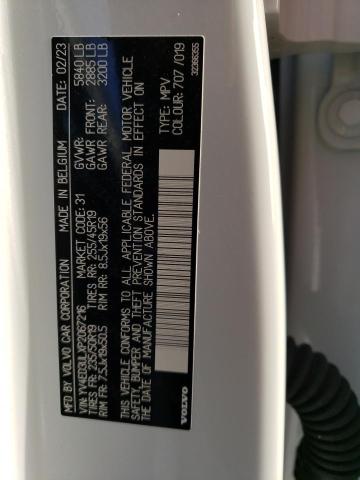 MFD BY VOLVO CAR CORPORATION MADE IN BELGIUM DATE: 02/23
VIN: YV4ED3ULXP2067216 MARKET CODE: 31 GVWR: 5840 LB
TIRES FR: 235/50R19 TIRES RR: 255/45R19 GAWR FRONT: 2885 LB
RIM FR: 7.5Jx19x50.5 RIM RR: 8.5Jx19x56 GAWR REAR: 3200 LB
THIS VEHICLE CONFORMS TO ALL APPLICABLE FEDERAL MOTOR VEHICLE
SAFETY, BUMPER AND THEFT PREVENTION STANDARDS IN EFFECT ON
DATE OF MANUFACTURE SHOWN ABOVE.
TYPE: MPV
COLOUR: 707 /019
VOLVO
32366355